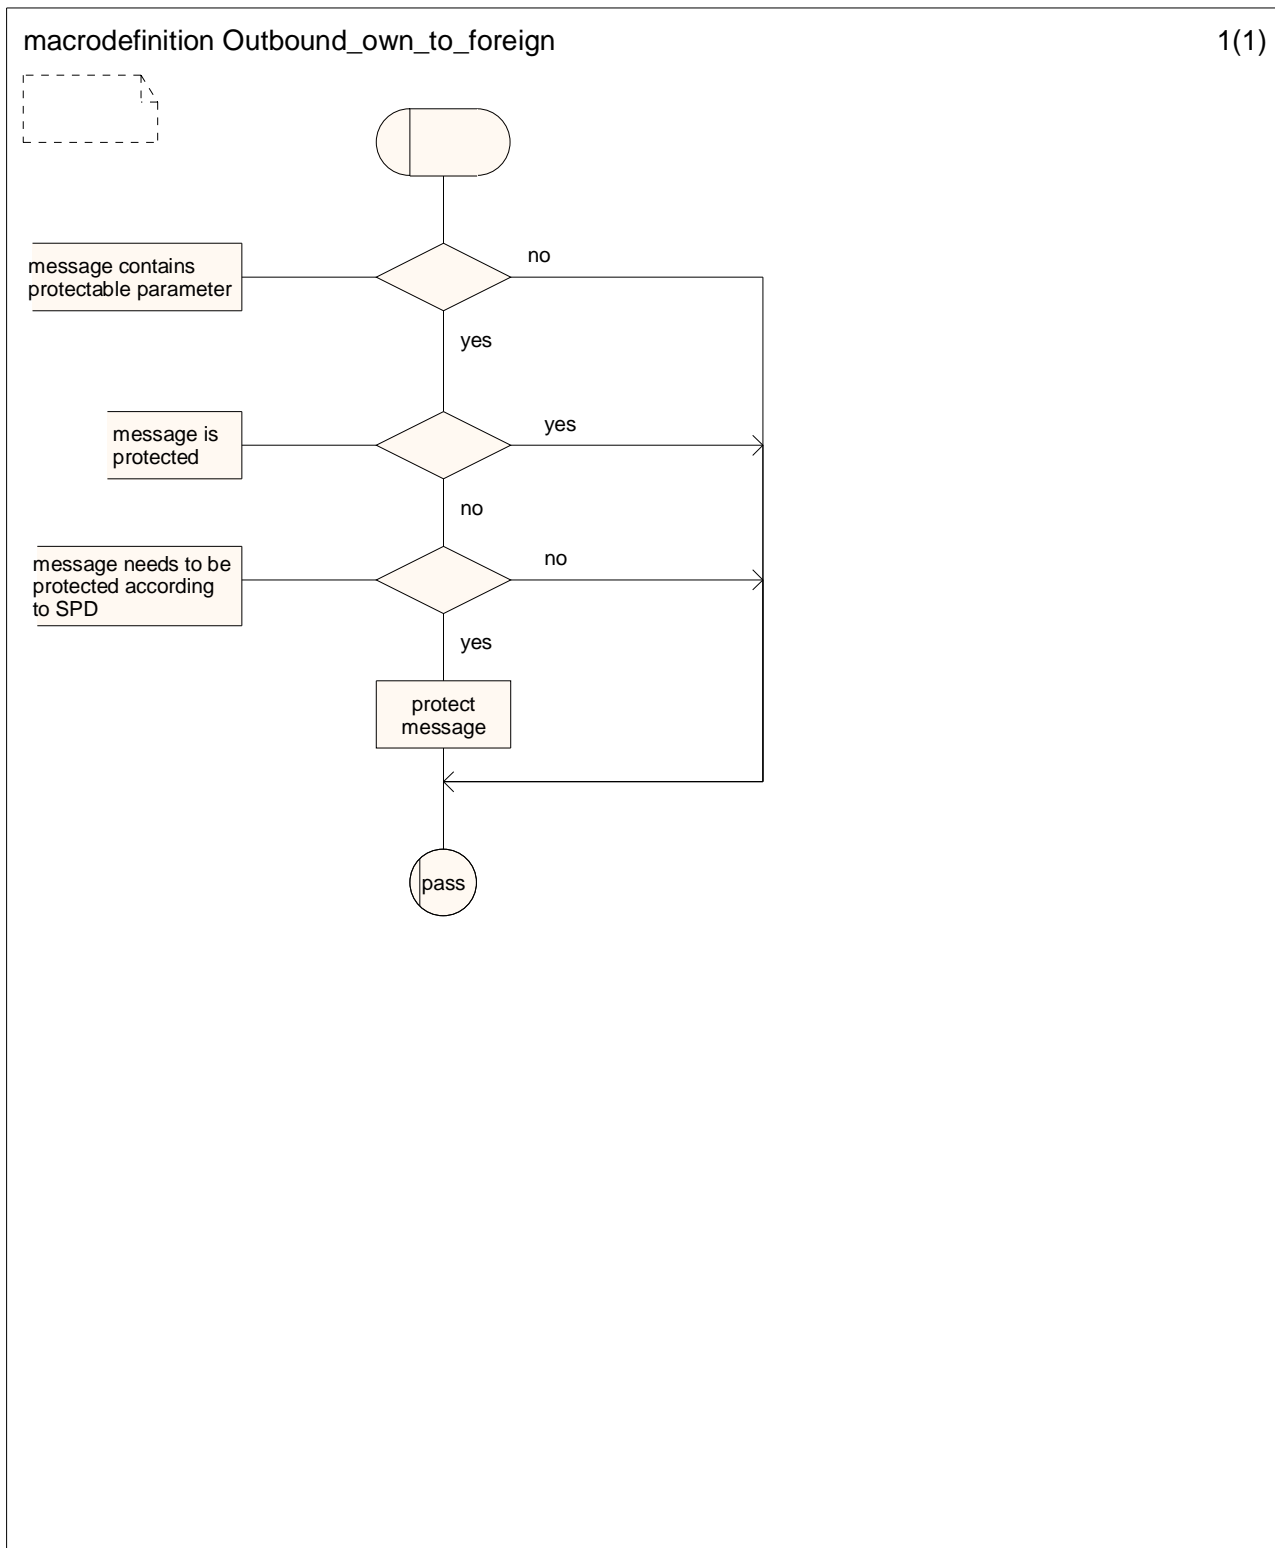 macrodefinition Outbound_own_to_foreign
1(1)
message contains
protectable parameter
no
yes
message is
protected
yes
no
message needs to be
protected according
to SPD
no
yes
protect
message
pass